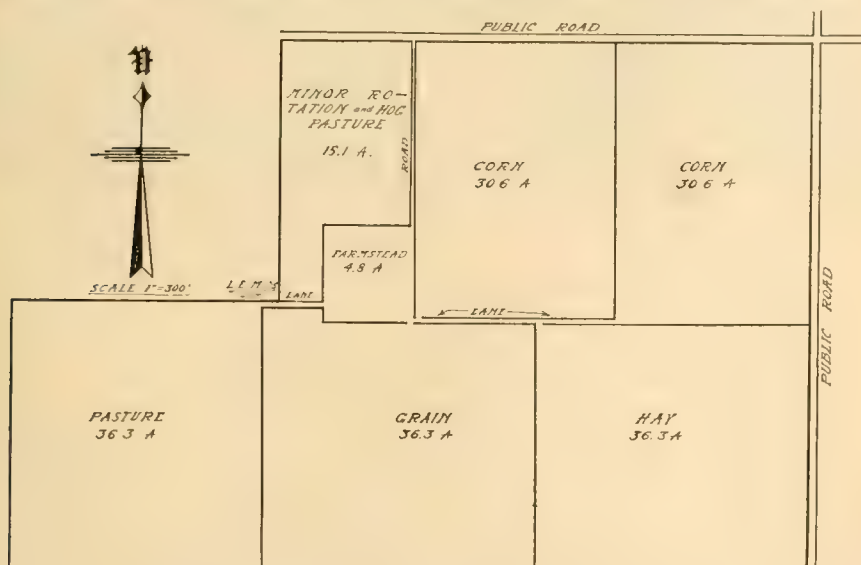 PUBLIC ROAD
MINOR RO-
TATION and HOG
PASTURE
15.1 A.
ROAD
CORN
30 6 A
CORN
30 6 A
FARMSTEAD
4.8 A
SCALE 1"=300'
L E M '5
LANE
LANE
PUBLIC ROAD
PASTURE
36 3 A
GRAIN
36.3 A
HAY
36.3 A